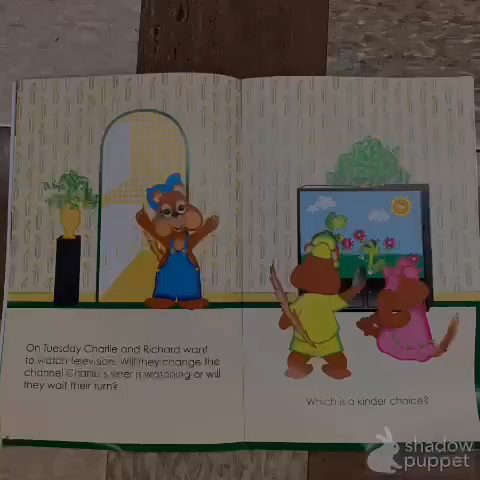 On Tuesday Charlie and Richard want
to watch television. Will they change the
channel Charlie's sister is watching or will
they wait their turn?
Which is a kinder choice?
shadow
puppet